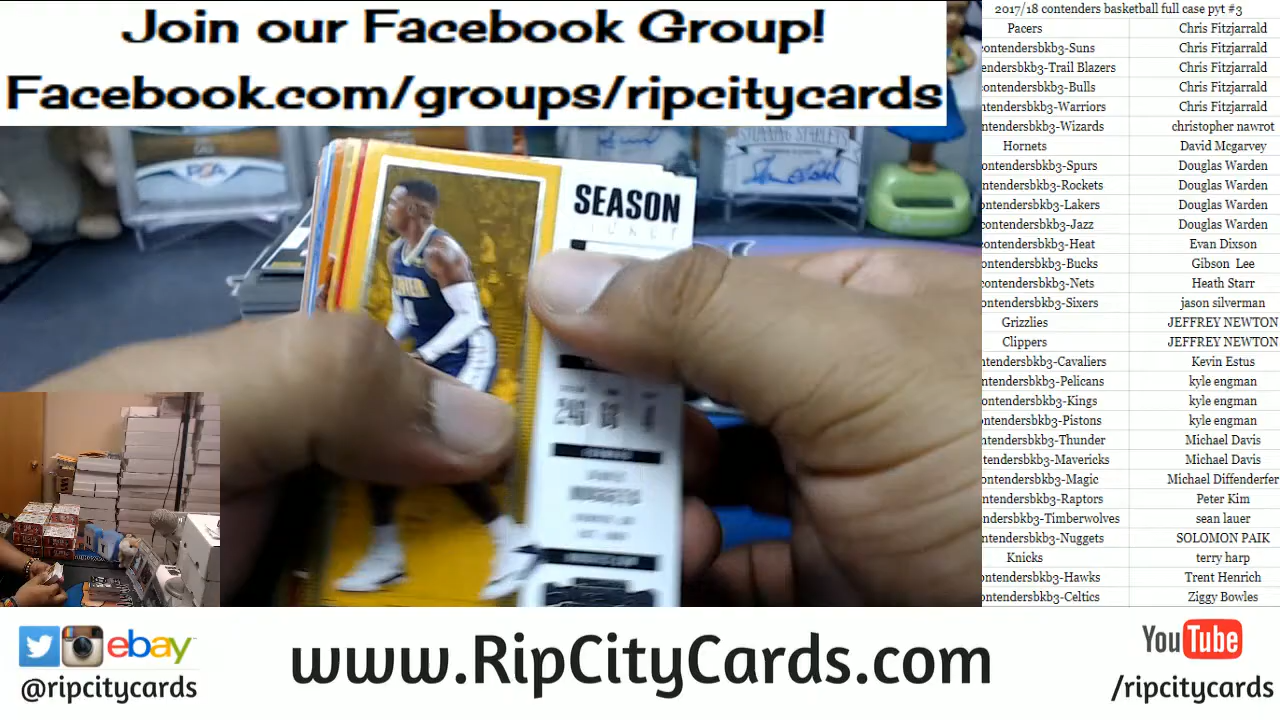 Join our Facebook Group!
Facebook.com/groups/ripcitycards
2017/18 contenders basketball full case pyt #3
Pacers Chris Fitzjarrald
contendersbkb3-Suns Chris Fitzjarrald
endersbkb3-Trail Blazers Chris Fitzjarrald
ntendersbkb3-Bulls Chris Fitzjarrald
ntendersbkb3-Warriors Chris Fitzjarrald
ntendersbkb3-Wizards christopher nawrot
Hornets David Mcgarvey
contendersbkb3-Spurs Douglas Warden
ntendersbkb3-Rockets Douglas Warden
ontendersbkb3-Lakers Douglas Warden
contendersbkb3-Jazz Douglas Warden
contendersbkb3-Heat Evan Dixson
ontendersbkb3-Bucks Gibson Lee
contendersbkb3-Nets Heath Starr
ontendersbkb3-Sixers jason silverman
Grizzlies JEFFREY NEWTON
Clippers JEFFREY NEWTON
ntendersbkb3-Cavaliers Kevin Estus
ntendersbkb3-Pelicans kyle engman
ontendersbkb3-Kings kyle engman
ntendersbkb3-Pistons kyle engman
ntendersbkb3-Thunder Michael Davis
ntendersbkb3-Mavericks Michael Davis
ontendersbkb3-Magic Michael Diffenderfer
ontendersbkb3-Raptors Peter Kim
ndersbkb3-Timberwolves sean lauer
ntendersbkb3-Nuggets SOLOMON PAIK
Knicks terry harp
ontendersbkb3-Hawks Trent Henrich
ontendersbkb3-Celtics Ziggy Bowles
PSA
SEASON
TICKET
NUGGETS
ebay
@ripcitycards
www.RipCityCards.com
YouTube
/ripcitycards